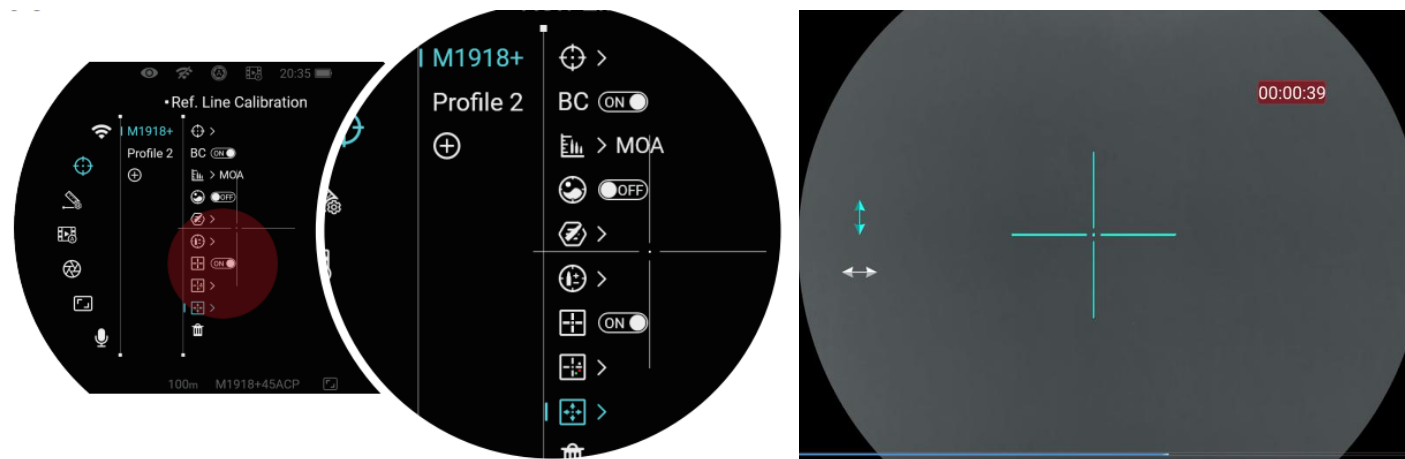 20:35
•Ref. Line Calibration
M1918+
Profile 2
BC ON
> MOA
OFF
ON
100m M1918+45ACP
M1918+
Profile 2
BC ON
> MOA
OFF
ON
00:00:39